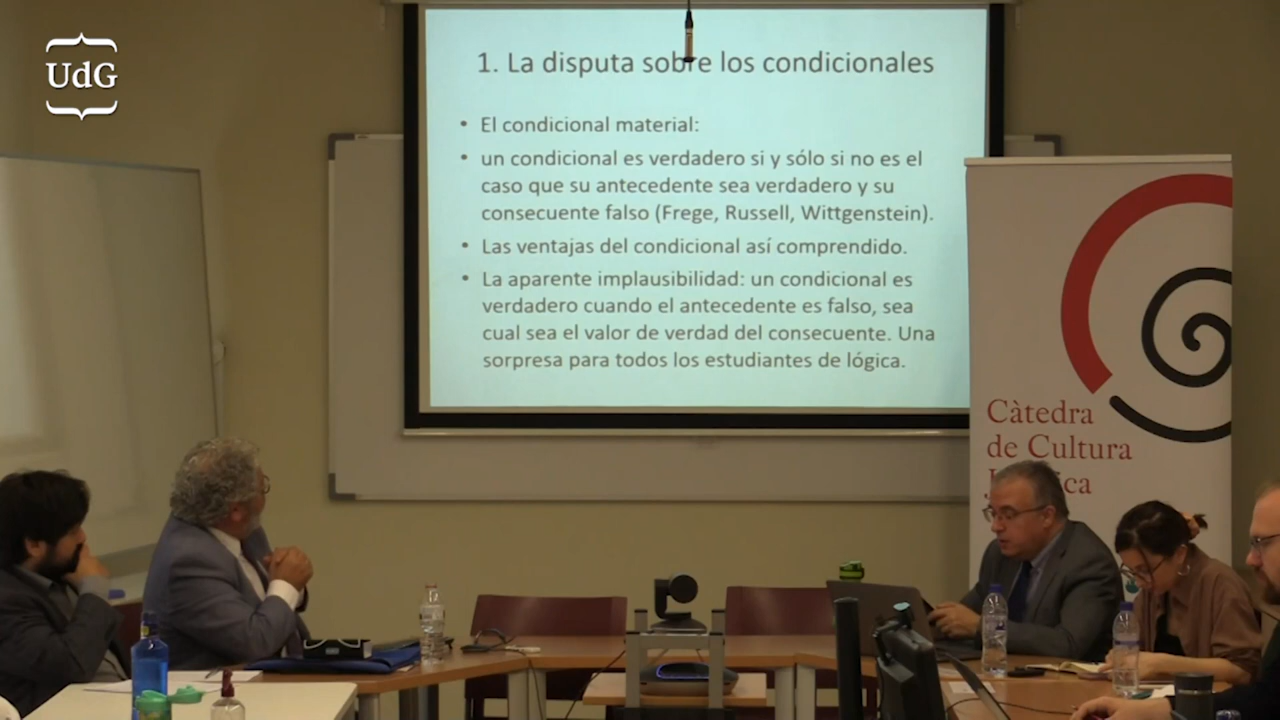 UdG
1. La disputa sobre los condicionales
• El condicional material:
• un condicional es verdadero si y sólo si no es el
caso que su antecedente sea verdadero y su
consecuente falso (Frege, Russell, Wittgenstein).
• Las ventajas del condicional así comprendido.
• La aparente implausibilidad: un condicional es
verdadero cuando el antecedente es falso, sea
cual sea el valor de verdad del consecuente. Una
sorpresa para todos los estudiantes de lógica.
Càtedra
de Cultura